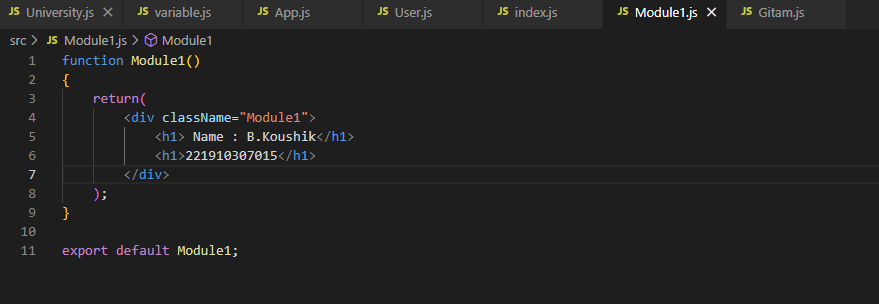 JS University.js × JS variable.js JS App.js JS User.js JS index.js JS Module1.js × JS Gitam.js
src > JS Module1.js > Module1
1 function Module1()
2 {
3     return(
4         <div className="Module1">
5             <h1> Name : B.Koushik</h1>
6             <h1>221910307015</h1>
7         </div>
8     );
9 }
10
11 export default Module1;